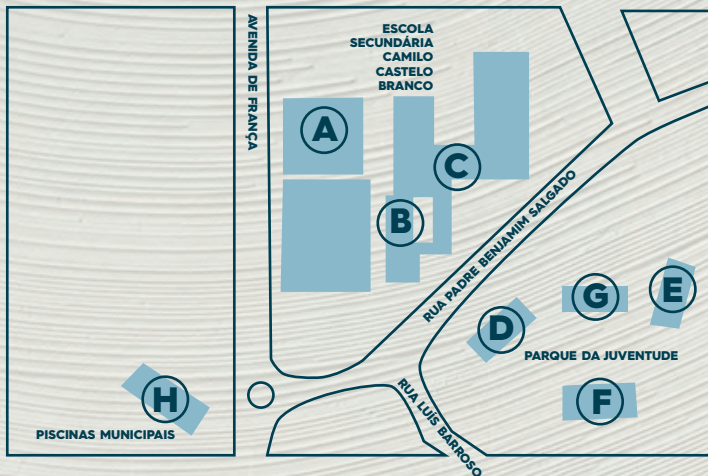 AVENIDA DE FRANÇA
ESCOLA
SECUNDÁRIA
CAMILO
CASTELO
BRANCO
A
C
B
RUA PADRE BENJAMIM SALGADO
G
E
D
PARQUE DA JUVENTUDE
H
F
RUA LUÍS BARROSO
PISCINAS MUNICIPAIS